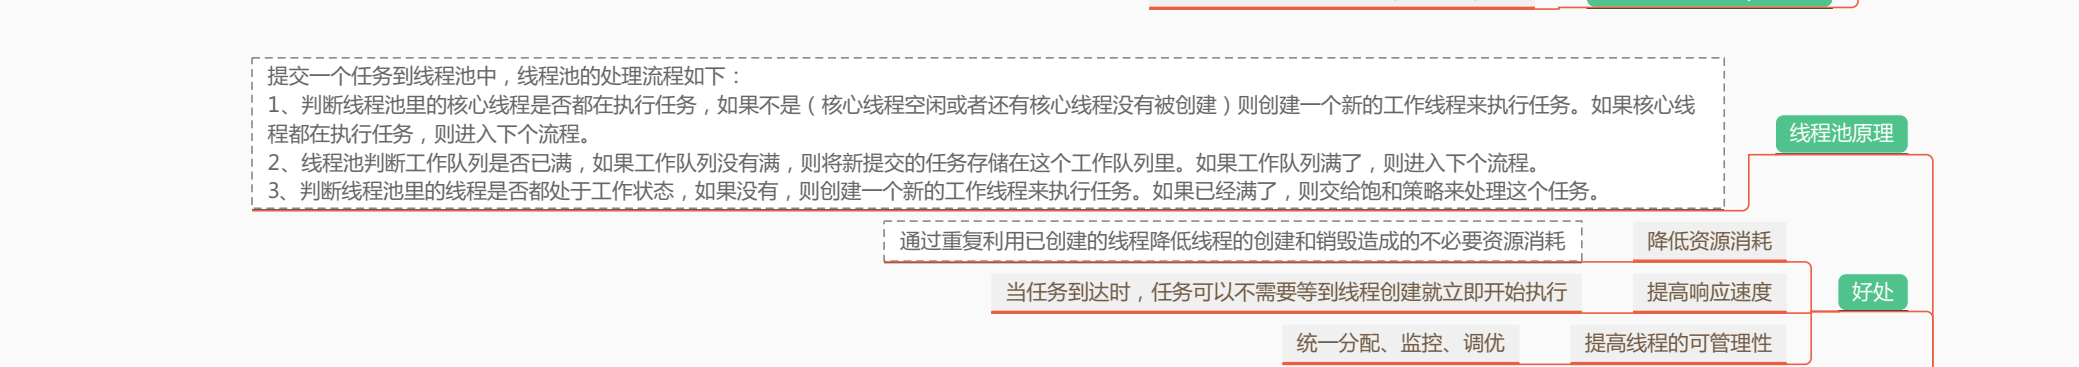 提交一个任务到线程池中，线程池的处理流程如下：
1、判断线程池里的核心线程是否都在执行任务，如果不是（核心线程空闲或者还有核心线程没有被创建）则创建一个新的工作线程来执行任务。如果核心线
程都在执行任务，则进入下个流程。
2、线程池判断工作队列是否已满，如果工作队列没有满，则将新提交的任务存储在这个工作队列里。如果工作队列满了，则进入下个流程。
3、判断线程池里的线程是否都处于工作状态，如果没有，则创建一个新的工作线程来执行任务。如果已经满了，则交给饱和策略来处理这个任务。
线程池原理
通过重复利用已创建的线程降低线程的创建和销毁造成的不必要资源消耗
降低资源消耗
当任务到达时，任务可以不需要等到线程创建就立即开始执行
提高响应速度
好处
统一分配、监控、调优
提高线程的可管理性